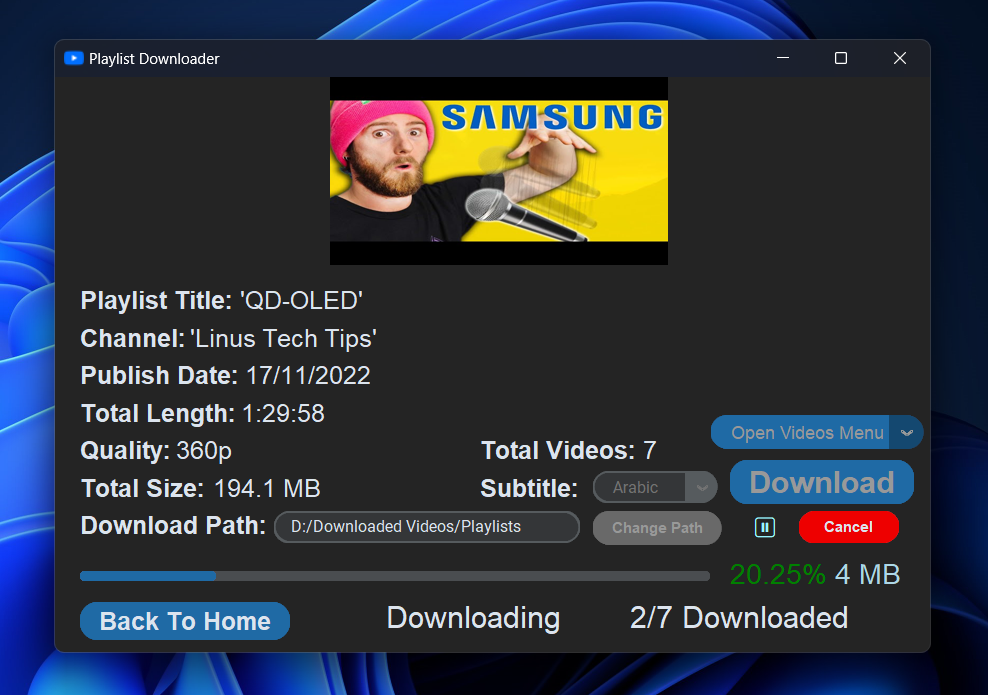 Playlist Downloader
SAMSUNG
Playlist Title: 'QD-OLED'
Channel: 'Linus Tech Tips'
Publish Date: 17/11/2022
Total Length: 1:29:58
Open Videos Menu
Quality: 360p
Total Videos: 7
Total Size: 194.1 MB
Subtitle:
Arabic
Download
Download Path:
D:/Downloaded Videos/Playlists
Change Path
Cancel
20.25% 4 MB
Back To Home
Downloading
2/7 Downloaded